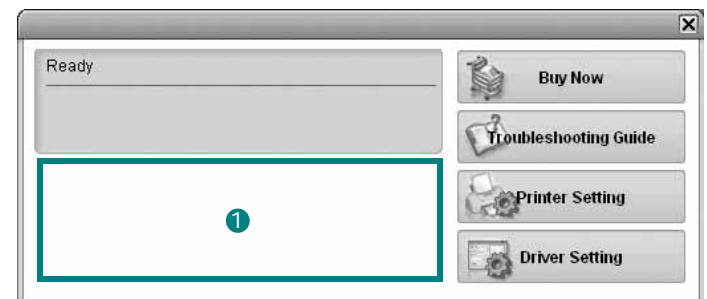 Ready
Buy Now
Troubleshooting Guide
1
Printer Setting
Driver Setting